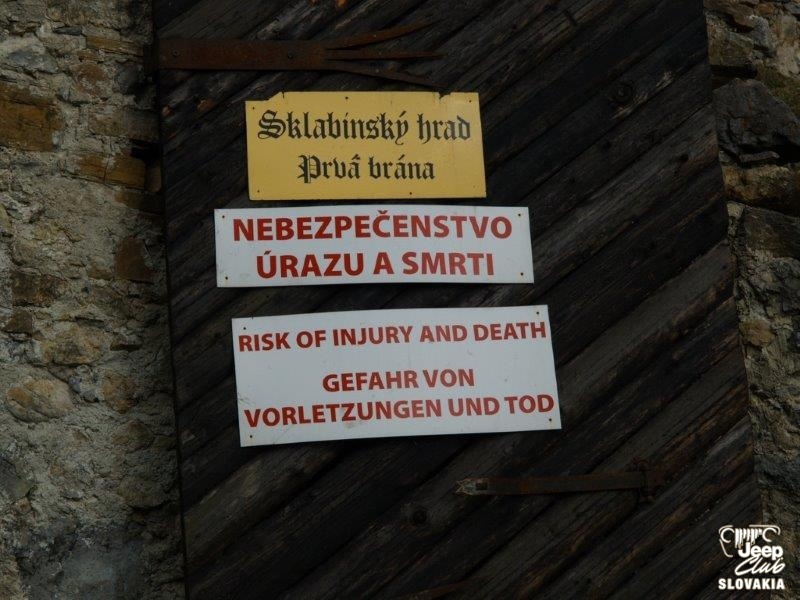 Sklabinský hrad
Prvá brána
NEBEZPEČENSTVO
ÚRAZU A SMRTI
RISK OF INJURY AND DEATH
GEFAHR VON
VORLETZUNGEN UND TOD
Jeep
Club
SLOVAKIA